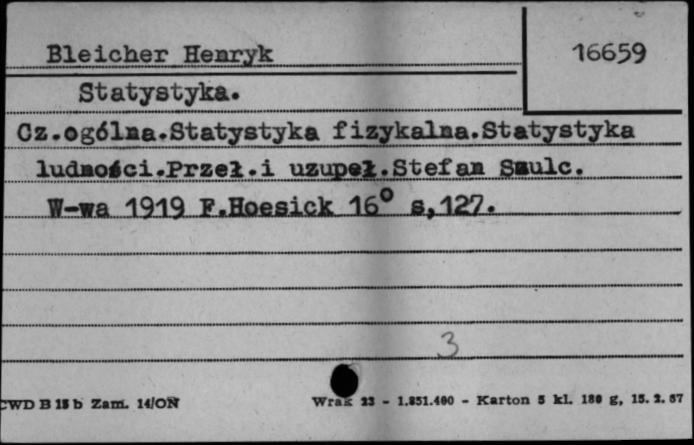 Bleicher Henryk
16659
Statystyka.
Cz.ogólna.Statystyka fizykalna.Statystyka
ludności.Przeł.i uzupeł.Stefan Szulc.
W-wa 1919 F.Hoesick 16° s,127.
3
CWD B 15 b Zam. 14/ON
Wrak 23 - 1.851.400 - Karton 5 kl. 180 g, 15. 2. 67